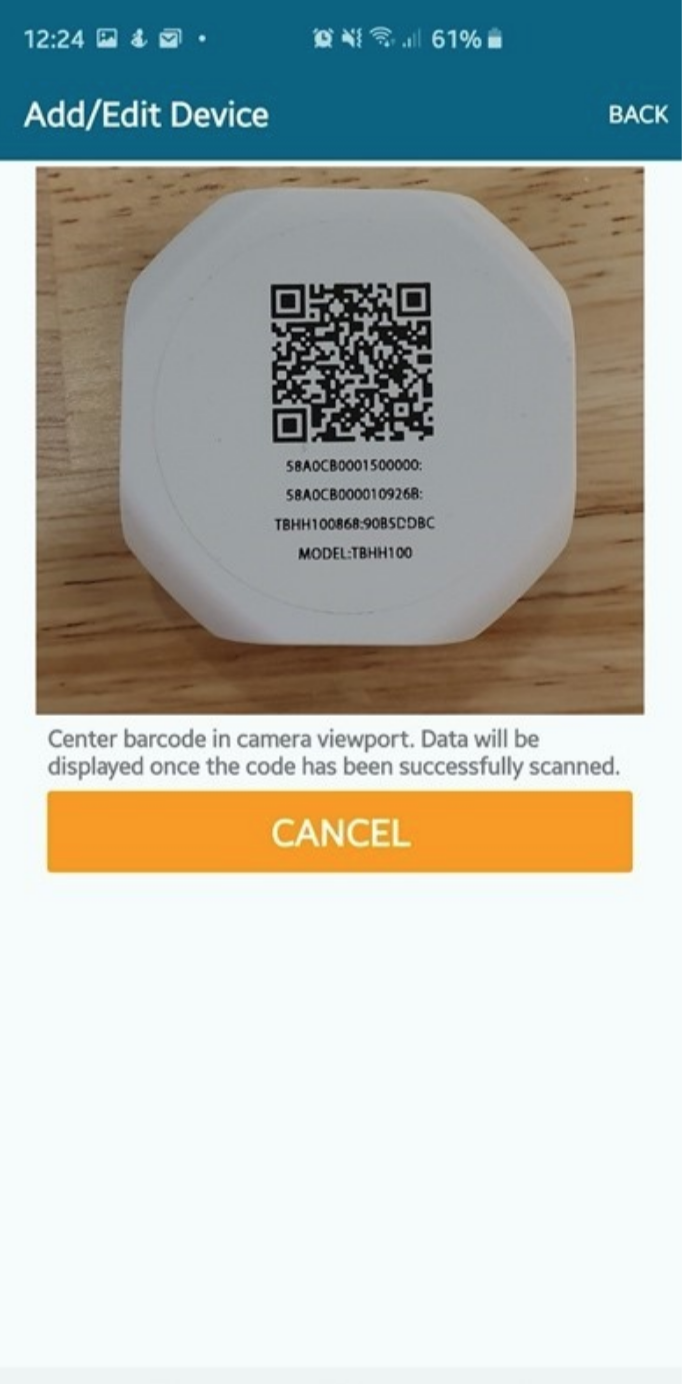 12:24
61%
Add/Edit Device
BACK
58A0CB0001500000:
58A0CB000010926B:
TBHH100868:90B5DDBC
MODEL:TBHH100
Center barcode in camera viewport. Data will be
displayed once the code has been successfully scanned.
CANCEL